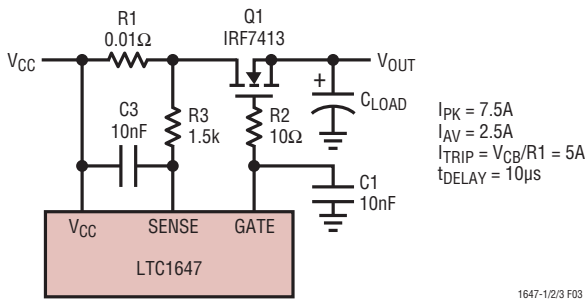 R1
0.01Ω
Q1
IRF7413
VCC
VOUT
C3
10nF
R3
1.5k
R2
10Ω
+
CLOAD
C1
10nF
IPK = 7.5A
IAV = 2.5A
ITRIP = VCB/R1 = 5A
tDELAY = 10µs
VCC
SENSE
GATE
LTC1647
1647-1/2/3 F03